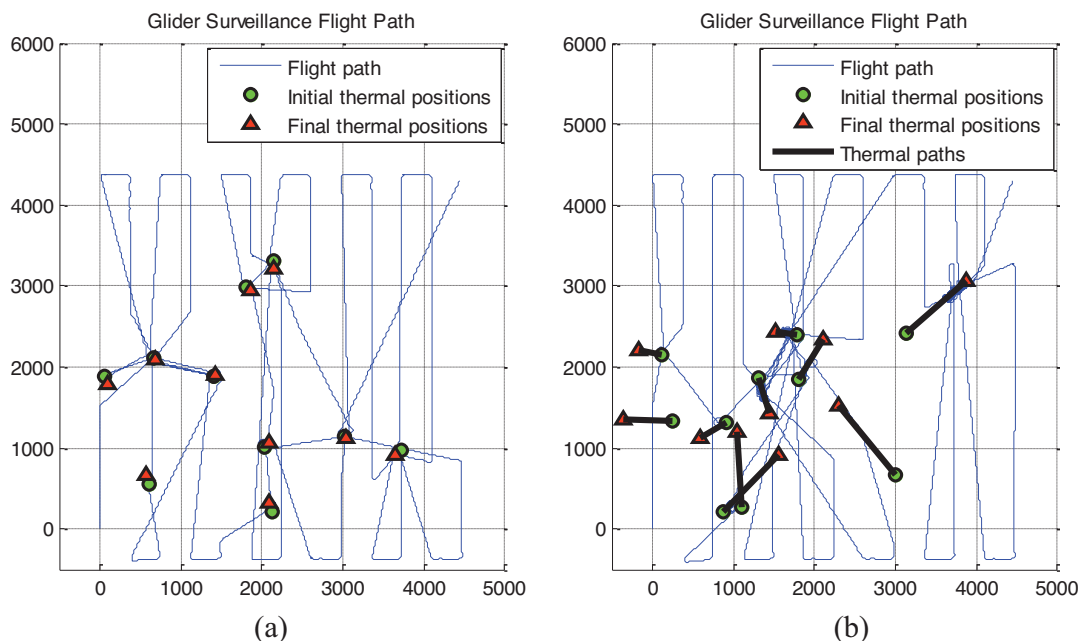 Glider Surveillance Flight Path
6000
5000
4000
3000
2000
1000
0
0 1000 2000 3000 4000 5000
Flight path
Initial thermal positions
Final thermal positions
(a)
Glider Surveillance Flight Path
6000
5000
4000
3000
2000
1000
0
0 1000 2000 3000 4000 5000
Flight path
Initial thermal positions
Final thermal positions
Thermal paths
(b)